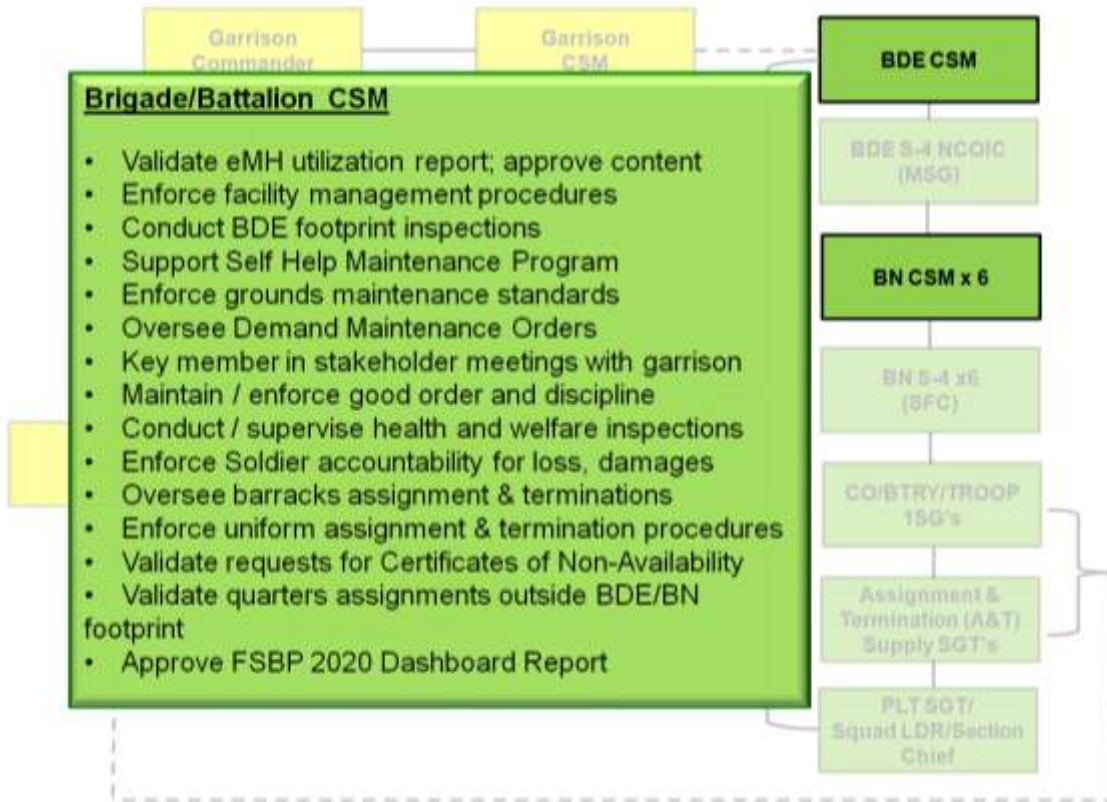 Garrison
Commander
Garrison
CSM
BDE CSM
Brigade/Battalion CSM
• Validate eMH utilization report; approve content
• Enforce facility management procedures
• Conduct BDE footprint inspections
• Support Self Help Maintenance Program
• Enforce grounds maintenance standards
• Oversee Demand Maintenance Orders
• Key member in stakeholder meetings with garrison
• Maintain / enforce good order and discipline
• Conduct / supervise health and welfare inspections
• Enforce Soldier accountability for loss, damages
• Oversee barracks assignment & terminations
• Enforce uniform assignment & termination procedures
• Validate requests for Certificates of Non-Availability
• Validate quarters assignments outside BDE/BN
footprint
• Approve FSBP 2020 Dashboard Report
BDE S-4 NCOIC
(MSG)
BN CSM x 6
BN S-4 x6
(SFC)
CO/BTRY/TROOP
1SG's
Assignment &
Termination (A&T)
Supply SGT's
PLT SGT/
Squad LDR/Section
Chief